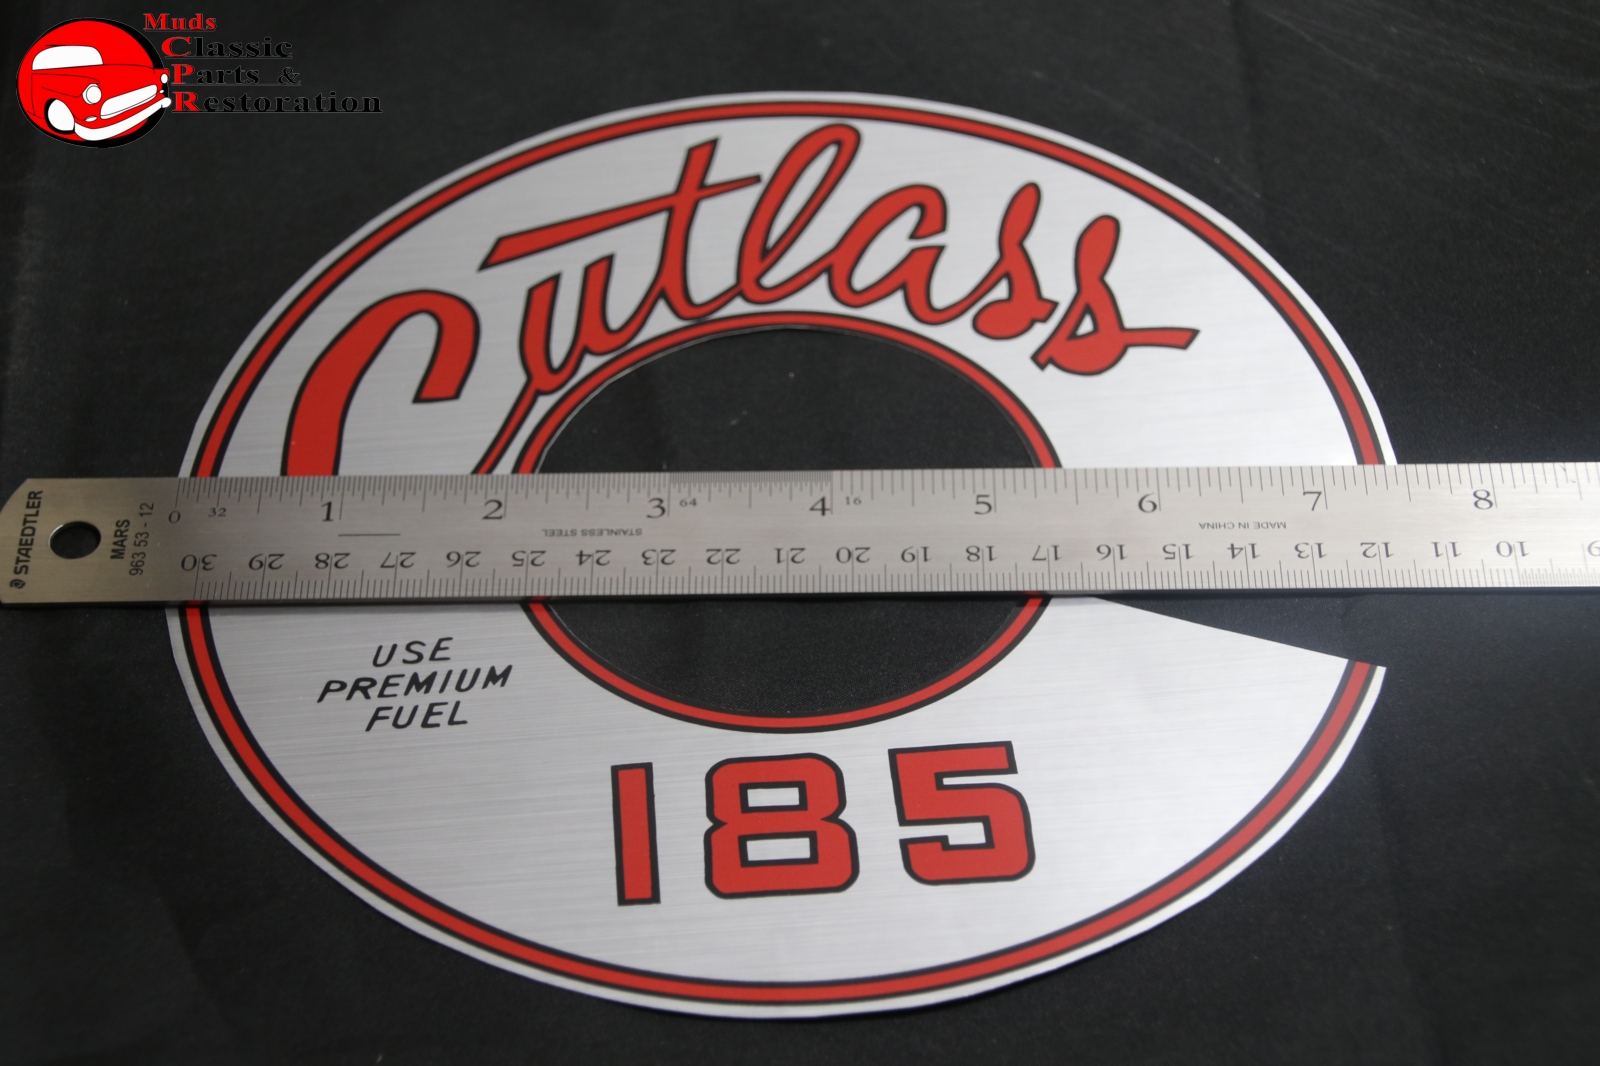 Muds
Classic
Parts &
Restoration
Cutlass
STAEDTLER
MARS
963 53 - 12
0 32 1 2 3 64 4 16 5 6 7 8
STAINLESS STEEL
MADE IN CHINA
30 29 28 27 26 25 24 23 22 21 20 19 18 17 16 15 14 13 12 11 10 9
USE
PREMIUM
FUEL
185